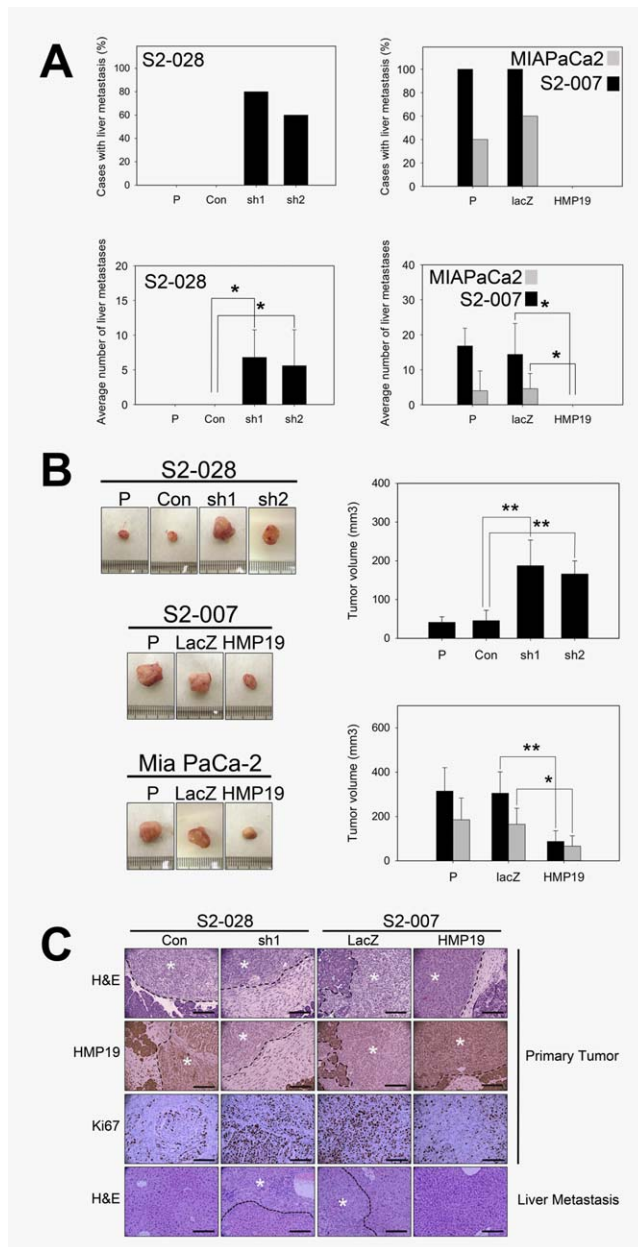 A
S2-028
Cases with liver metastasis (%)
100
80
60
40
20
0
P Con sh1 sh2
MIAPaCa2
S2-007
Cases with liver metastasis (%)
100
80
60
40
20
0
P lacZ HMP19
S2-028
Average number of liver metastases
20
15
10
5
0
*
*
P Con sh1 sh2
MIAPaCa2
S2-007
Average number of liver metastases
40
30
20
10
0
*
*
P lacZ HMP19
B
S2-028
P Con sh1 sh2
S2-007
P LacZ HMP19
Mia PaCa-2
P LacZ HMP19
Tumor volume (mm3)
400
300
200
100
0
**
**
P Con sh1 sh2
Tumor volume (mm3)
600
400
200
0
**
*
P lacZ HMP19
C
S2-028 S2-007
Con sh1 LacZ HMP19
H&E
* * * *
HMP19
* * * *
Primary Tumor
Ki67
H&E
* *
Liver Metastasis